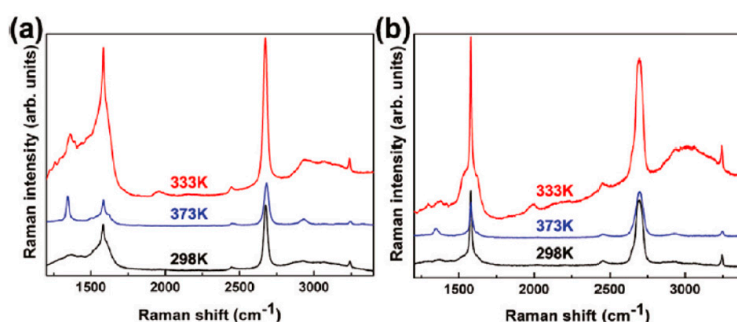 (a)
Raman intensity (arb. units)
333K
373K
298K
1500 2000 2500 3000
Raman shift (cm⁻¹)
(b)
Raman intensity (arb. units)
333K
373K
298K
1500 2000 2500 3000
Raman shift (cm⁻¹)